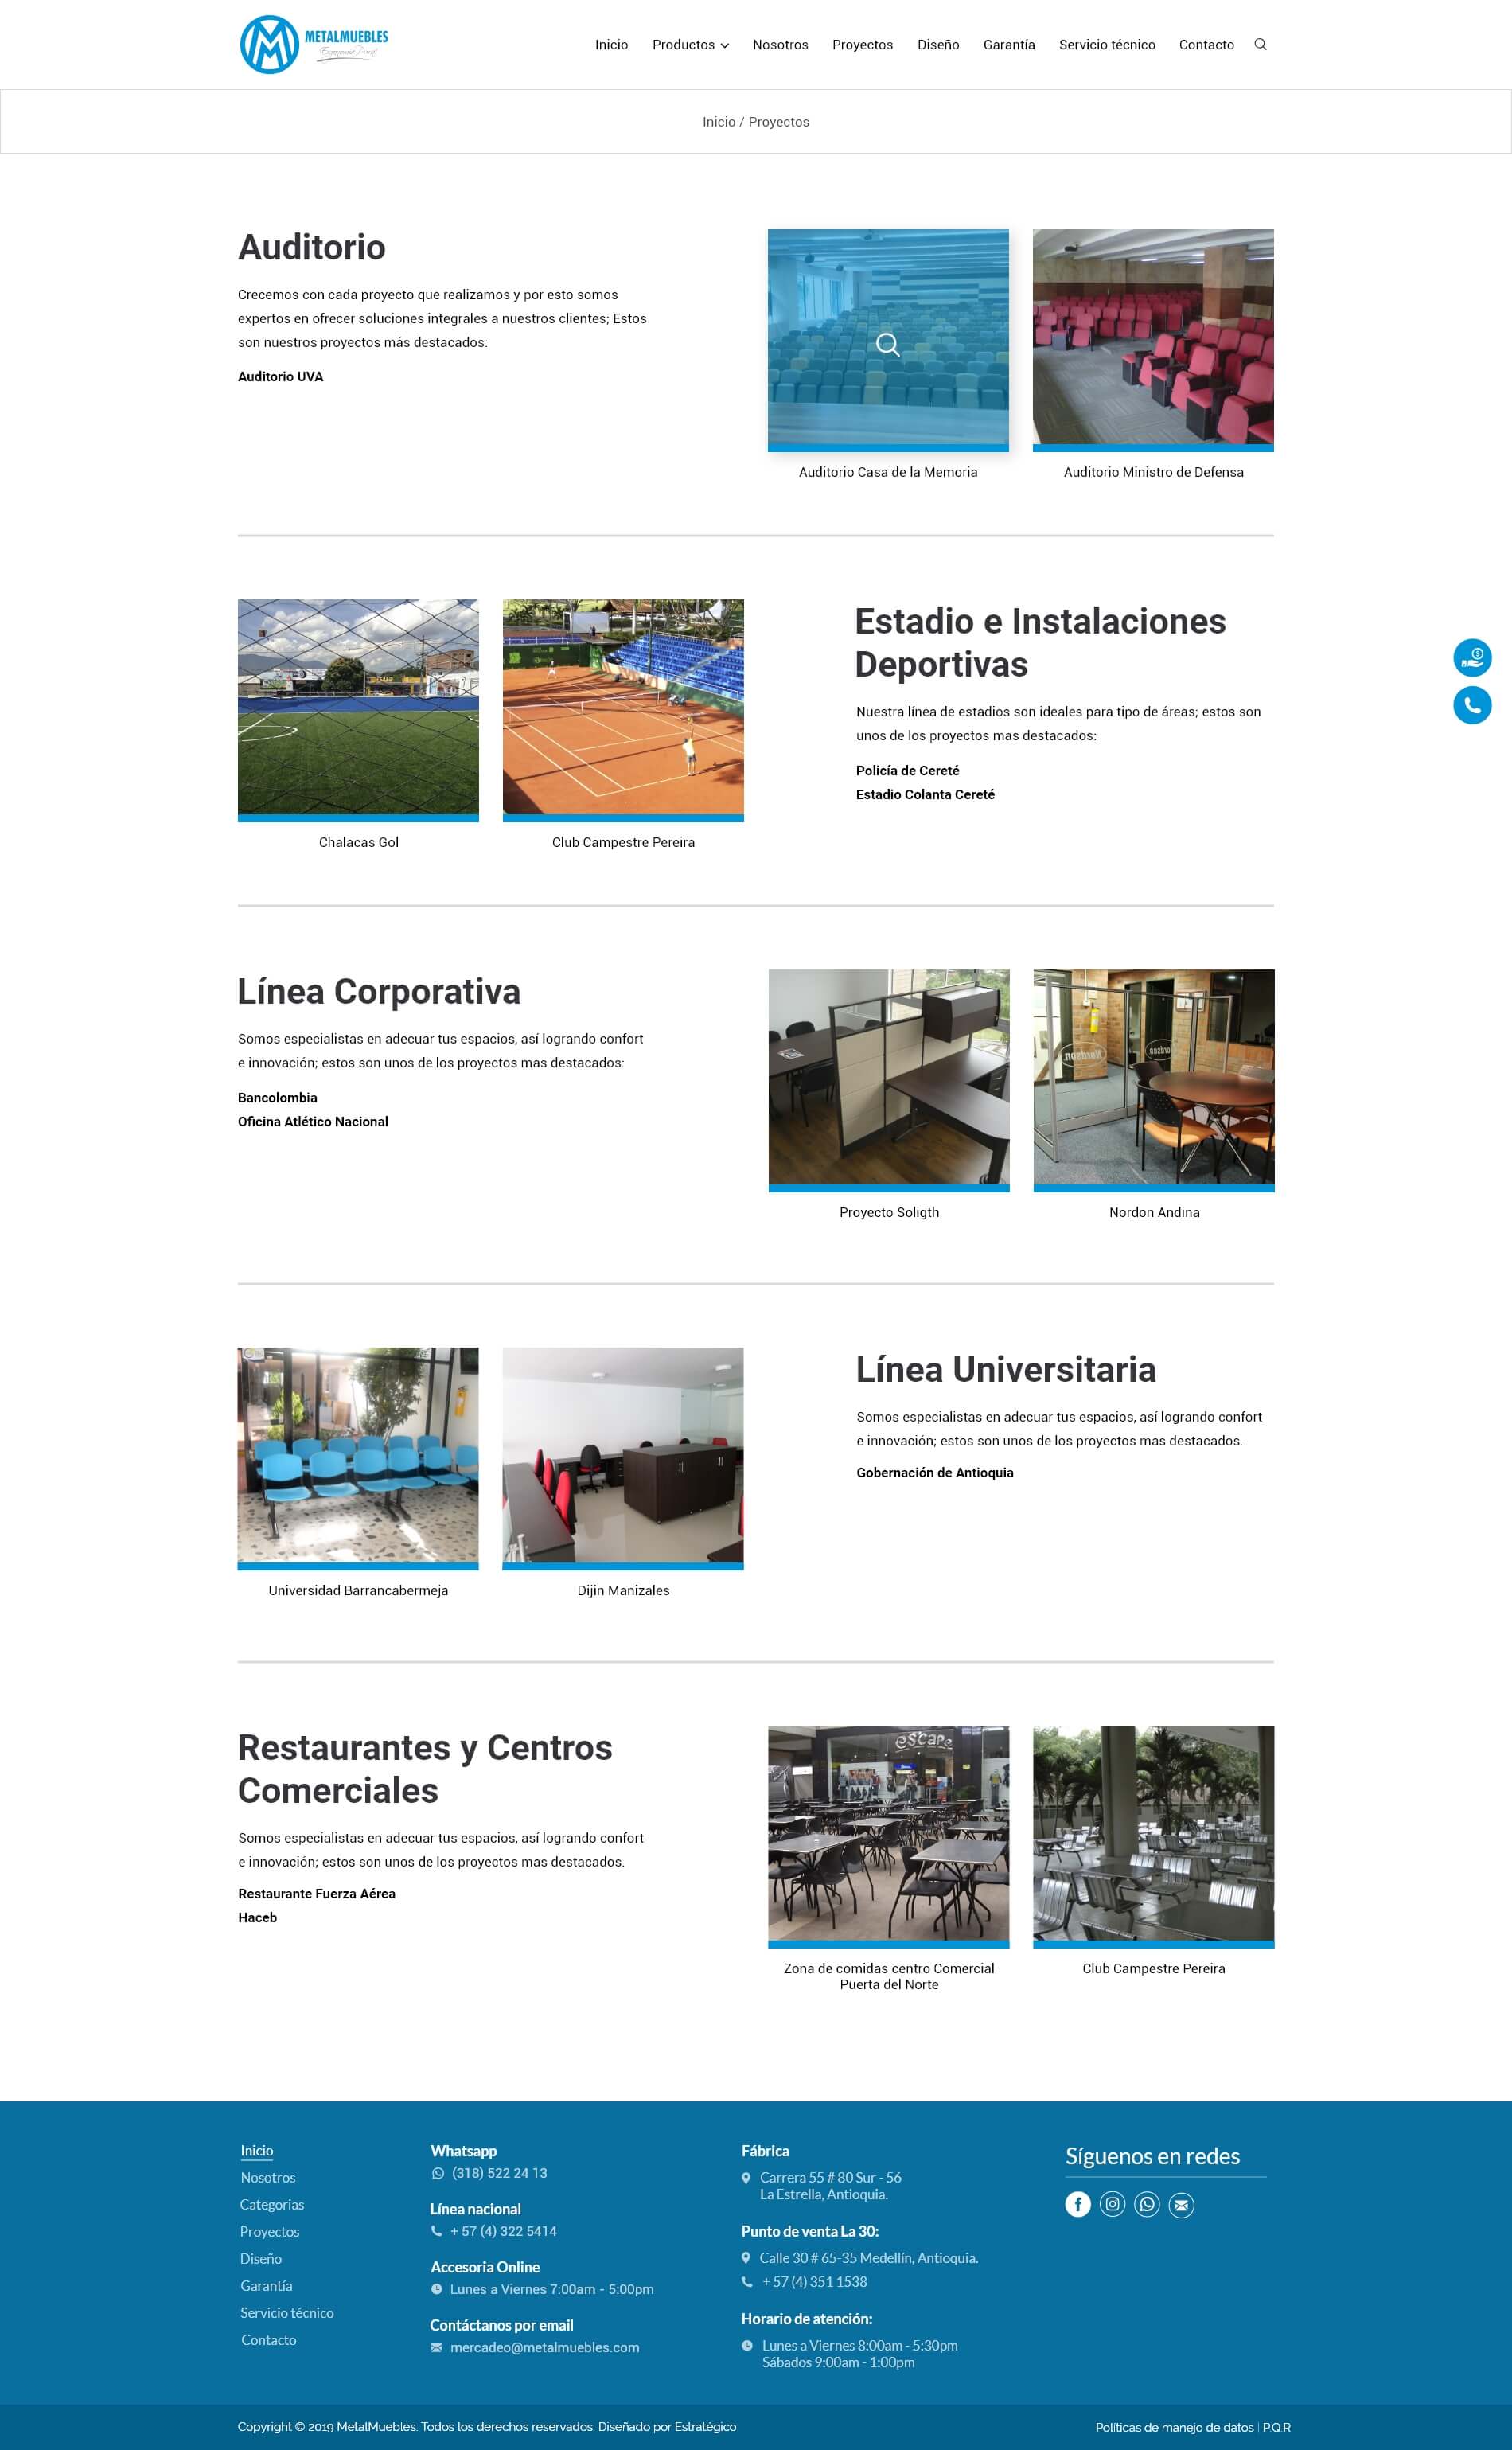 METALMUEBLES
Inicio
Productos
Nosotros
Proyectos
Diseño
Garantía
Servicio técnico
Contacto
Inicio / Proyectos
Auditorio
Crecemos con cada proyecto que realizamos y por esto somos
expertos en ofrecer soluciones integrales a nuestros clientes; Estos
son nuestros proyectos más destacados:
Auditorio UVA
Auditorio Casa de la Memoria
Auditorio Ministro de Defensa
Chalacas Gol
Club Campestre Pereira
Estadio e Instalaciones
Deportivas
Nuestra línea de estadios son ideales para tipo de áreas; estos son
unos de los proyectos mas destacados:
Policía de Cereté
Estadio Colanta Cereté
Línea Corporativa
Somos especialistas en adecuar tus espacios, así logrando confort
e innovación; estos son unos de los proyectos mas destacados:
Bancolombia
Oficina Atlético Nacional
Proyecto Soligth
Nordon Andina
Universidad Barrancabermeja
Dijin Manizales
Línea Universitaria
Somos especialistas en adecuar tus espacios, así logrando confort
e innovación; estos son unos de los proyectos mas destacados.
Gobernación de Antioquia
Restaurantes y Centros
Comerciales
Somos especialistas en adecuar tus espacios, así logrando confort
e innovación; estos son unos de los proyectos mas destacados.
Restaurante Fuerza Aérea
Haceb
escape
Zona de comidas centro Comercial
Puerta del Norte
Club Campestre Pereira
Inicio
Nosotros
Categorias
Proyectos
Diseño
Garantía
Servicio técnico
Contacto
Whatsapp
(318) 522 24 13
Línea nacional
+ 57 (4) 322 5414
Accesoria Online
Lunes a Viernes 7:00am - 5:00pm
Contáctanos por email
mercadeo@metalmuebles.com
Fábrica
Carrera 55 # 80 Sur - 56
La Estrella, Antioquia.
Punto de venta La 30:
Calle 30 # 65-35 Medellín, Antioquia.
+ 57 (4) 351 1538
Horario de atención:
Lunes a Viernes 8:00am - 5:30pm
Sábados 9:00am - 1:00pm
Síguenos en redes
Copyright © 2019 MetalMuebles. Todos los derechos reservados. Diseñado por Estratégico
Políticas de manejo de datos | P.Q.R